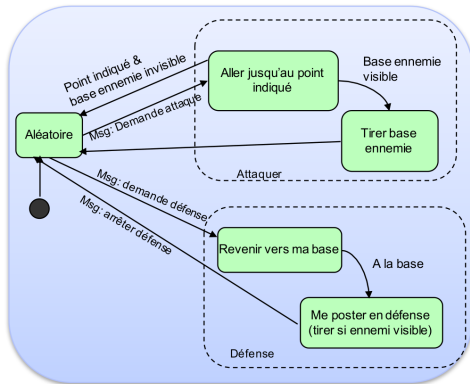 Point indiqué &
base ennemie invisible
Msg: Demande attaque
Aller jusqu'au point
indiqué
Base ennemie
visible
Aléatoire
Tirer base
ennemie
Attaquer
Msg: demande défense
Msg: arrêter défense
Revenir vers ma base
A la base
Me poster en défense
(tirer si ennemi visible)
Défense